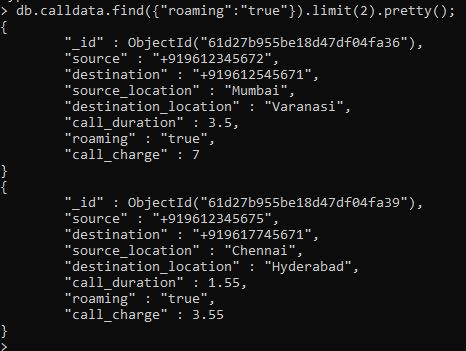 > db.calldata.find({"roaming":"true"}).limit(2).pretty();
{
        "_id" : ObjectId("61d27b955be18d47df04fa36"),
        "source" : "+919612345672",
        "destination" : "+919612545671",
        "source_location" : "Mumbai",
        "destination_location" : "Varanasi",
        "call_duration" : 3.5,
        "roaming" : "true",
        "call_charge" : 7
}
{
        "_id" : ObjectId("61d27b955be18d47df04fa39"),
        "source" : "+919612345675",
        "destination" : "+919617745671",
        "source_location" : "Chennai",
        "destination_location" : "Hyderabad",
        "call_duration" : 1.55,
        "roaming" : "true",
        "call_charge" : 3.55
}
>